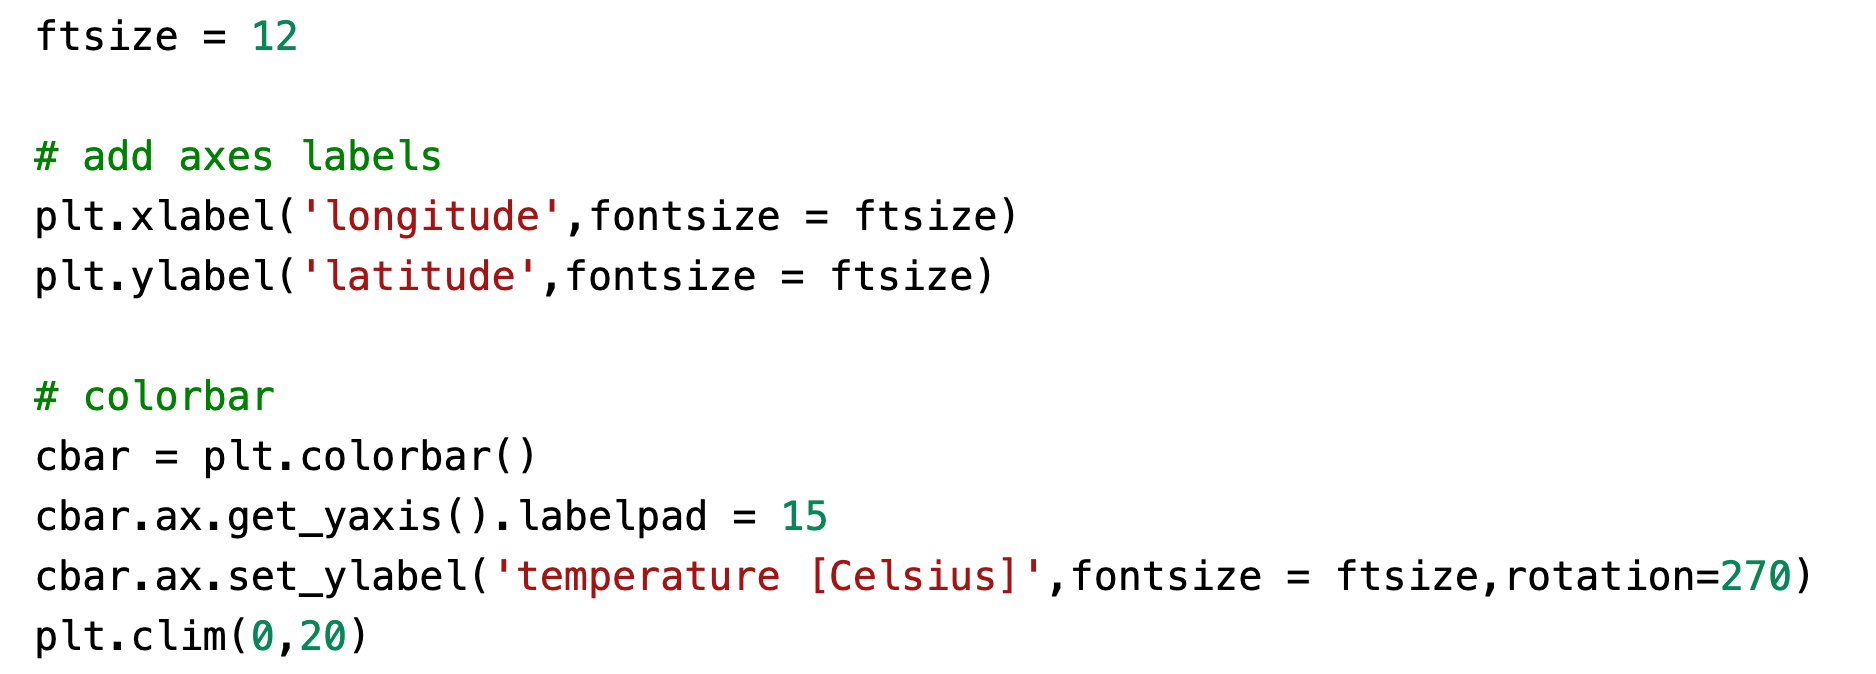 ftsize = 12
# add axes labels
plt.xlabel('longitude',fontsize = ftsize)
plt.ylabel('latitude',fontsize = ftsize)
# colorbar
cbar = plt.colorbar()
cbar.ax.get_yaxis().labelpad = 15
cbar.ax.set_ylabel('temperature [Celsius]',fontsize = ftsize,rotation=270)
plt.clim(0,20)